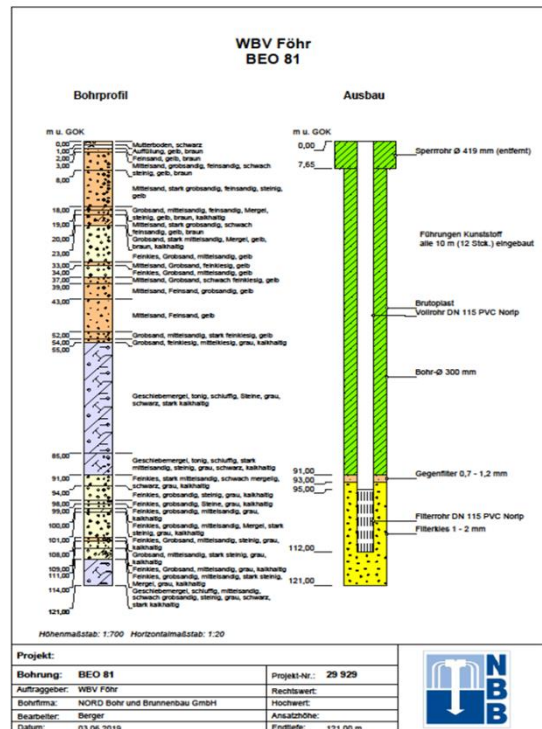 WBV Föhr
BEO 81
Bohrprofil
Ausbau
m u. GOK
0,00
1,00
2,00
3,00
8,00
18,00
19,00
20,00
23,00
33,00
34,00
37,00
39,00
43,00
52,00
54,00
55,00
85,00
91,00
94,00
98,00
99,00
100,00
101,00
108,00
109,00
111,00
114,00
121,00
Mutterboden, schwarz
Auffüllung, gelb, braun
Feinsand, gelb, braun
Mittelsand, grobsandig, feinsandig, schwach
steinig, gelb, braun
Mittelsand, stark grobsandig, feinsandig, steinig,
gelb
Grobsand, mittelsandig, feinsandig, Mergel,
steinig, gelb, braun, kalkhaltig
Mittelsand, stark grobsandig, schwach
feinsandig, gelb, braun
Grobsand, stark mittelsandig, Mergel, gelb,
braun, kalkhaltig
Feinkies, Grobsand, mittelsandig, gelb
Mittelsand, Grobsand, feinkiesig, gelb
Feinkies, Grobsand, mittelsandig, gelb
Mittelsand, Grobsand, schwach feinkiesig, gelb
Mittelsand, Feinsand, grobsandig, gelb
Mittelsand, Feinsand, gelb
Grobsand, mittelsandig, stark feinkiesig, gelb
Grobsand, feinkiesig, mittelkiesig, grau, kalkhaltig
Geschiebemergel, tonig, schluffig, Steine, grau,
schwarz, stark kalkhaltig
Geschiebemergel, tonig, schluffig, stark
mittelsandig, steinig, grau, schwarz, kalkhaltig
Feinkies, stark mittelsandig, schwach mergelig,
schwach, grau, kalkhaltig
Feinkies, grobsandig, steinig, grau, kalkhaltig
Feinkies, grobsandig, Steine, grau, kalkhaltig
Feinkies, grobsandig, mittelsandig, grau,
kalkhaltig
Feinkies, grobsandig, mittelsandig, Mergel, stark
steinig, grau, kalkhaltig
Feinkies, Grobsand, mittelsandig, steinig, grau,
kalkhaltig
Grobsand, mittelsandig, stark steinig, grau,
kalkhaltig
Feinkies, Grobsand, mittelsandig, grau, kalkhaltig
Feinkies, grobsandig, mittelsandig, stark steinig,
Mergel, grau, kalkhaltig
Geschiebemergel, schluffig, mittelsandig,
schwach grobsandig, steinig, grau, schwarz,
stark kalkhaltig
m u. GOK
0,00
7,65
91,00
93,00
95,00
112,00
121,00
Sperrrohr Ø 419 mm (entfernt)
Führungen Kunststoff
alle 10 m (12 Stck.) eingebaut
Brutoplast
Vollrohr DN 115 PVC Norip
Bohr-Ø 300 mm
Gegenfilter 0,7 - 1,2 mm
Filterrohr DN 115 PVC Norip
Filterkies 1 - 2 mm
Höhenmaßstab: 1:700 Horizontalmaßstab: 1:20
Projekt:
Bohrung: BEO 81
Projekt-Nr.: 29 929
Auftraggeber: WBV Föhr
Rechtswert:
Bohrfirma: NORD Bohr und Brunnenbau GmbH
Hochwert:
Bearbeiter: Berger
Ansatzhöhe:
Datum: 03.06.2019
Endtiefe: 121,00 m
NBB